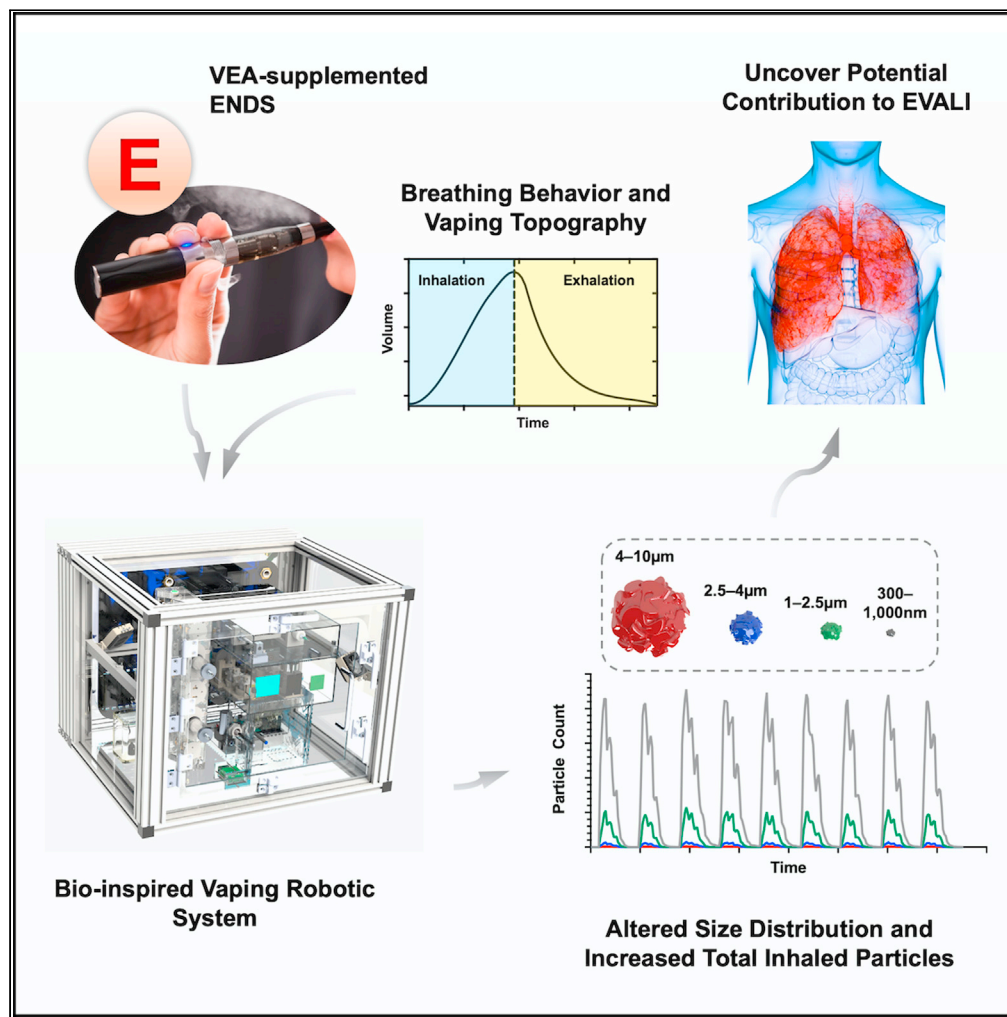 VEA-supplemented
ENDS
E
Breathing Behavior and
Vaping Topography
Inhalation
Exhalation
Volume
Time
Uncover Potential
Contribution to EVALI
Bio-inspired Vaping Robotic
System
4–10µm
2.5–4µm
1–2.5µm
300–
1,000nm
Particle Count
Time
Altered Size Distribution and
Increased Total Inhaled Particles